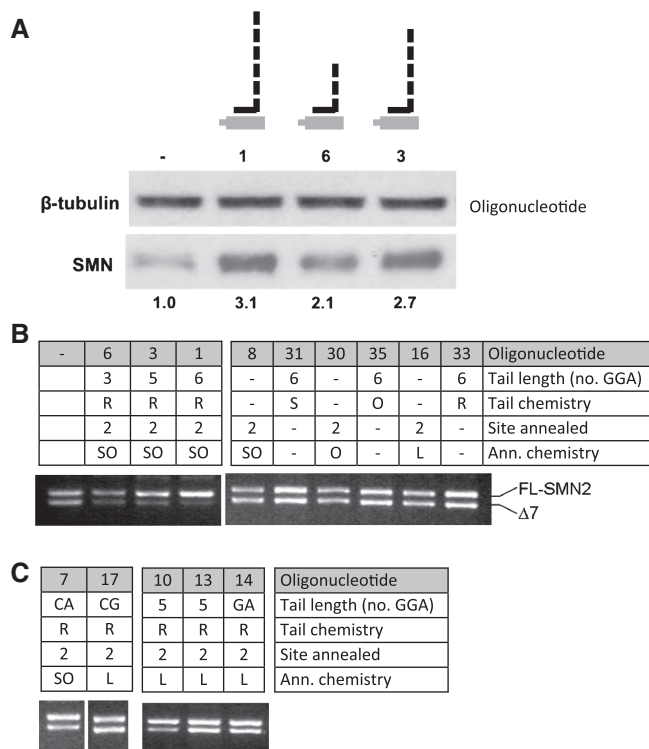 A
- 1 6 3
β-tubulin Oligonucleotide
SMN
1.0 3.1 2.1 2.7
B
- 6 3 1 8 31 30 35 16 33 Oligonucleotide
3 5 6 - 6 - 6 - 6 Tail length (no. GGA)
R R R - S - O - R Tail chemistry
2 2 2 2 - 2 - 2 - Site annealed
SO SO SO SO - O - L - Ann. chemistry
FL-SMN2
Δ7
C
7 17 10 13 14 Oligonucleotide
CA CG 5 5 GA Tail length (no. GGA)
R R R R R Tail chemistry
2 2 2 2 2 Site annealed
SO L L L L Ann. chemistry